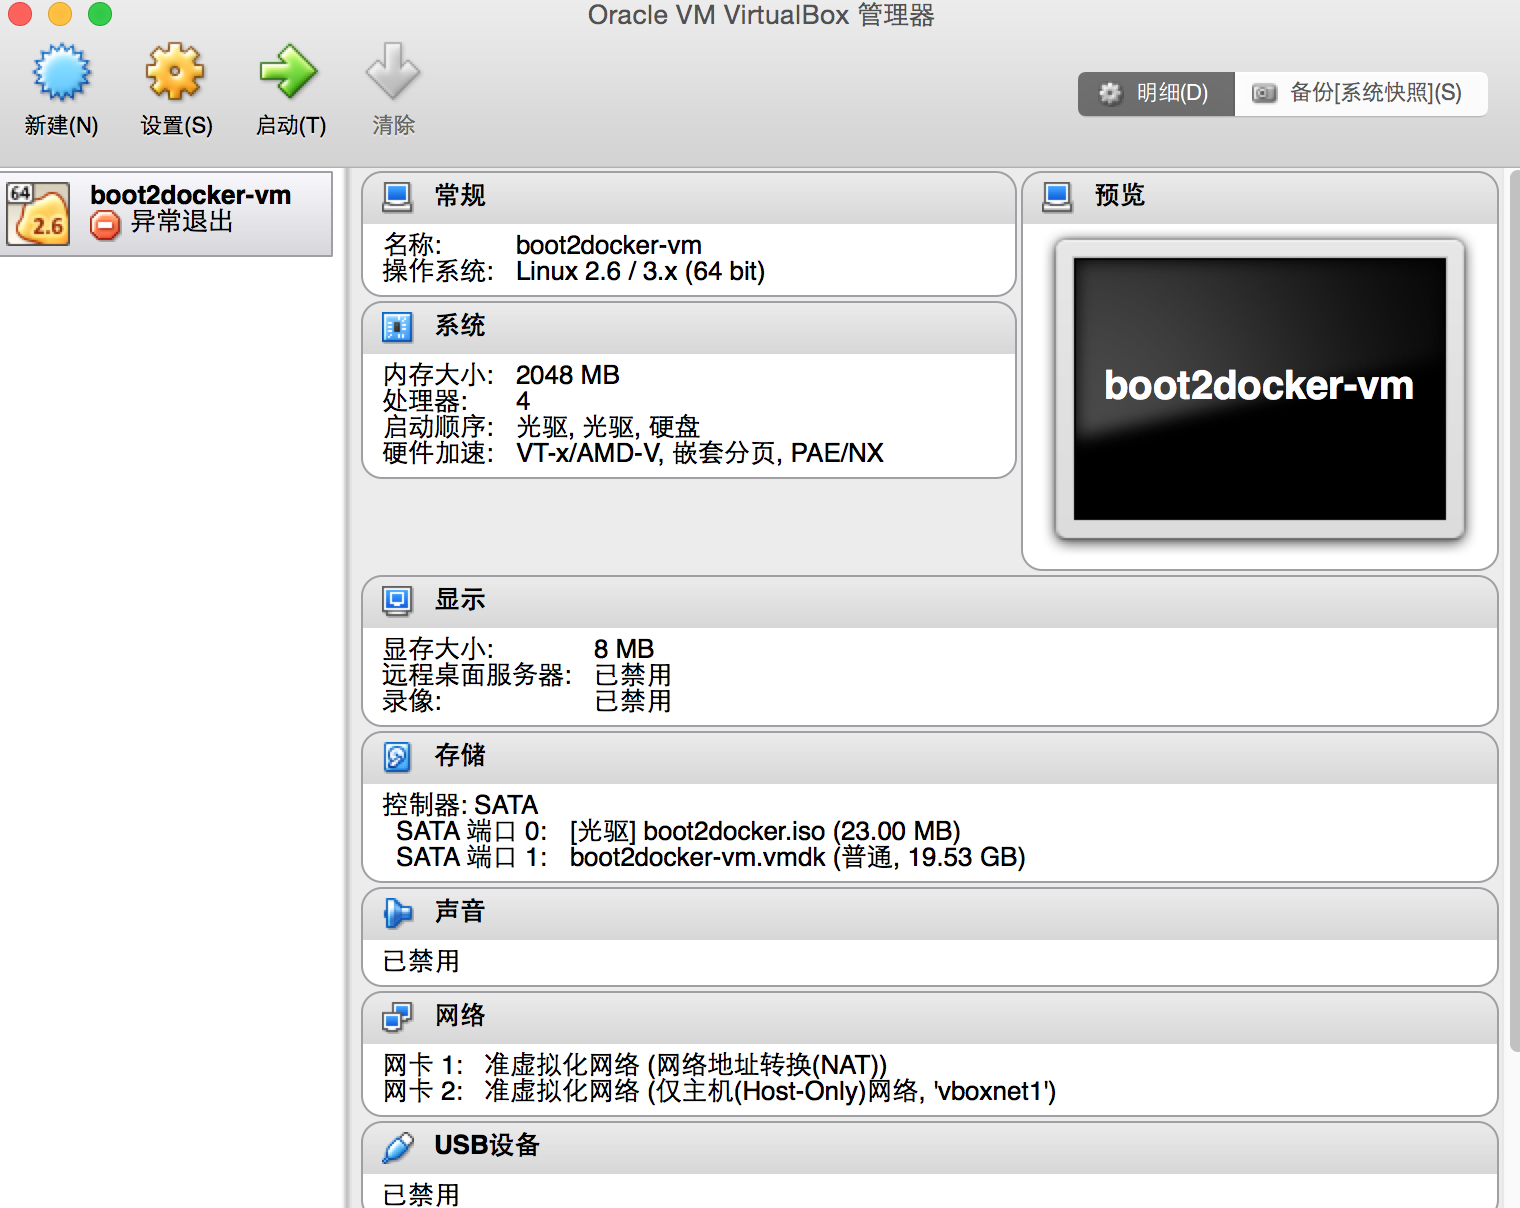 Oracle VM VirtualBox 管理器
新建(N)
设置(S)
启动(T)
清除
明细(D)
备份[系统快照](S)
64
2.6
boot2docker-vm
异常退出
常规
名称: boot2docker-vm
操作系统: Linux 2.6 / 3.x (64 bit)
系统
内存大小: 2048 MB
处理器: 4
启动顺序: 光驱, 光驱, 硬盘
硬件加速: VT-x/AMD-V, 嵌套分页, PAE/NX
预览
boot2docker-vm
显示
显存大小: 8 MB
远程桌面服务器: 已禁用
录像: 已禁用
存储
控制器: SATA
SATA 端口 0: [光驱] boot2docker.iso (23.00 MB)
SATA 端口 1: boot2docker-vm.vmdk (普通, 19.53 GB)
声音
已禁用
网络
网卡 1: 准虚拟化网络 (网络地址转换(NAT))
网卡 2: 准虚拟化网络 (仅主机(Host-Only)网络, 'vboxnet1')
USB设备
已禁用